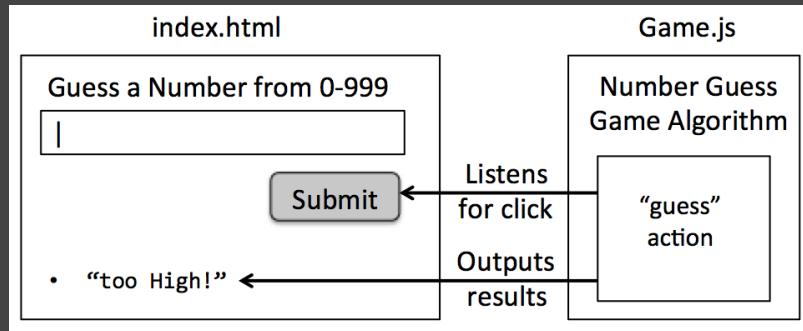 index.html
Game.js
Guess a Number from 0-999
Number Guess
Game Algorithm
Submit
Listens
for click
“guess”
action
• “too High!”
Outputs
results